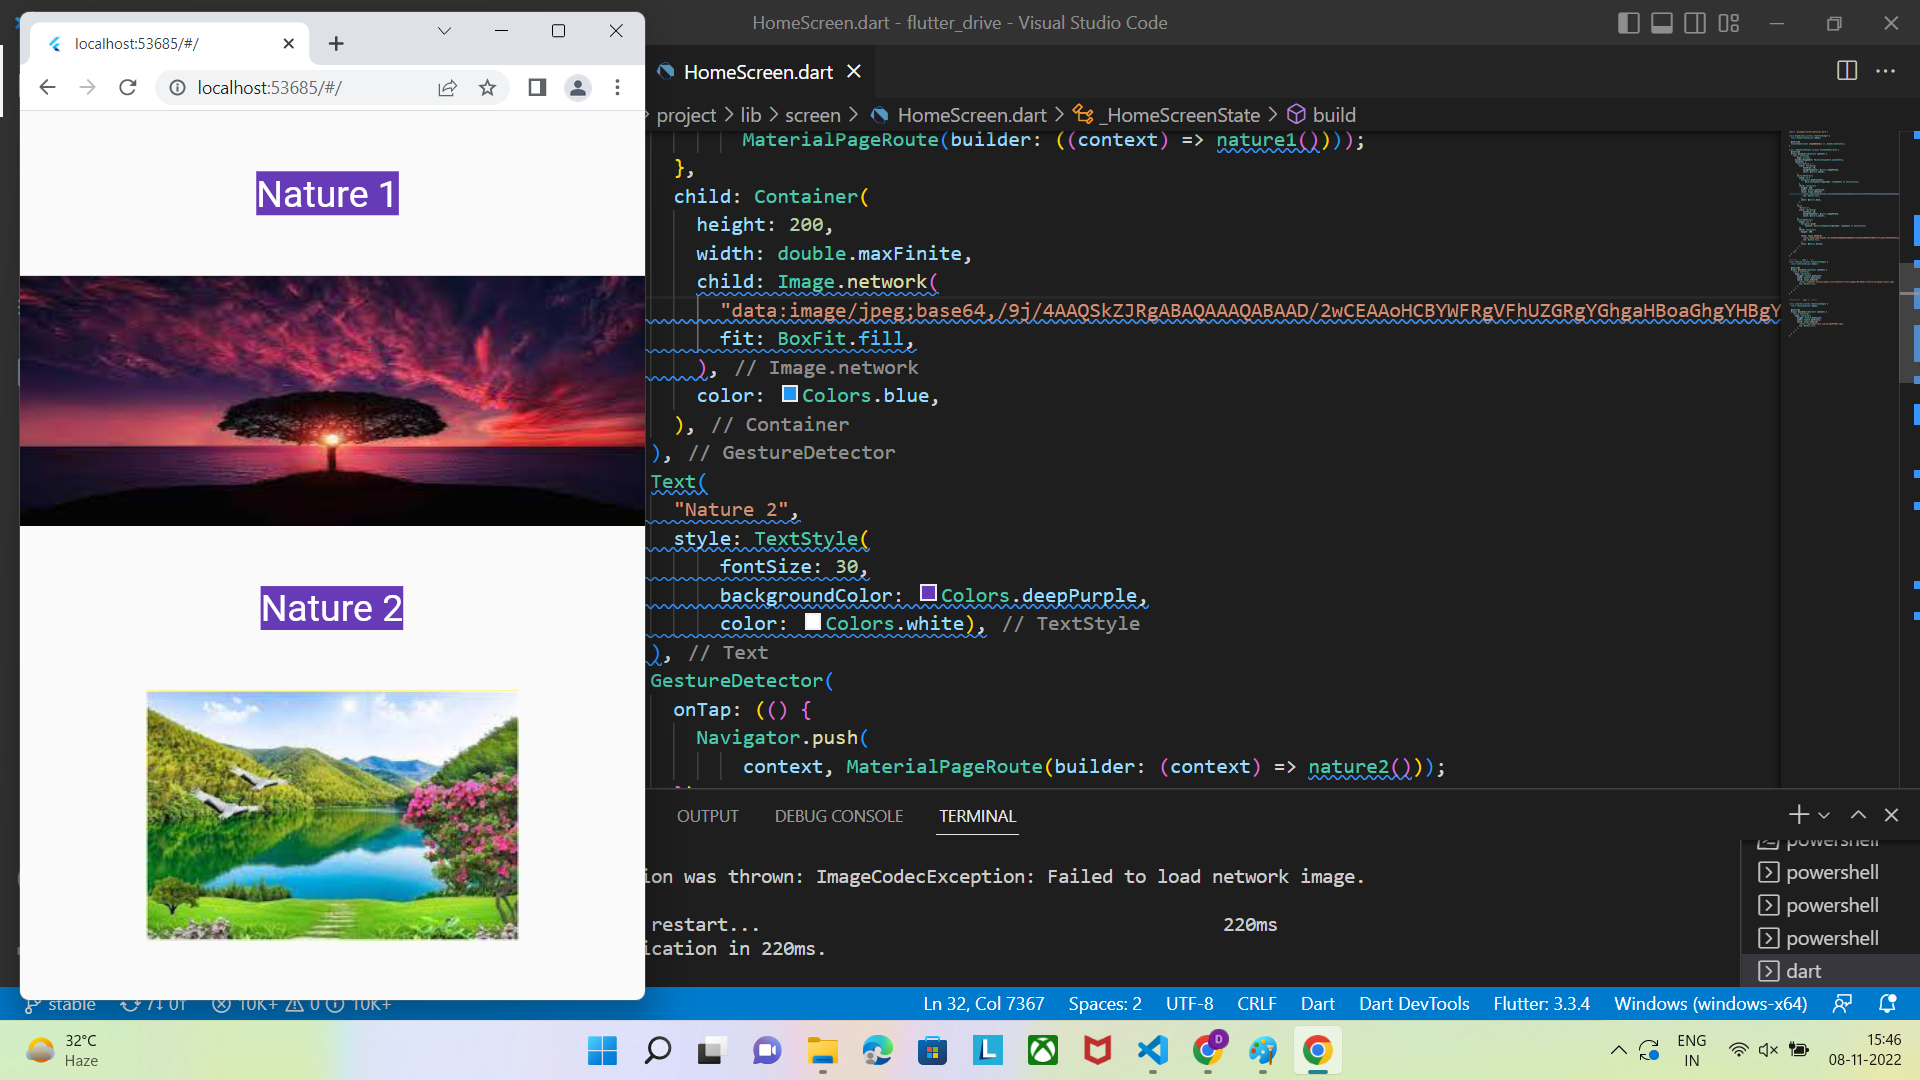 HomeScreen.dart - flutter_drive - Visual Studio Code
localhost:53685/#/
localhost:53685/#/
HomeScreen.dart
project > lib > screen > HomeScreen.dart > _HomeScreenState > build
MaterialPageRoute(builder: ((context) => nature1())));
},
child: Container(
height: 200,
width: double.maxFinite,
child: Image.network(
"data:image/jpeg;base64,/9j/4AAQSkZJRgABAQAAAQABAAD/2wCEAAoHCBYWFRgVFhUZGRgYGhgaHBoaGhgYHBgY
fit: BoxFit.fill,
), // Image.network
color: Colors.blue,
), // Container
), // GestureDetector
Text(
"Nature 2",
style: TextStyle(
fontSize: 30,
backgroundColor: Colors.deepPurple,
color: Colors.white), // TextStyle
), // Text
GestureDetector(
onTap: (() {
Navigator.push(
context, MaterialPageRoute(builder: (context) => nature2()));
Nature 1
Nature 2
OUTPUT DEBUG CONSOLE TERMINAL
ion was thrown: ImageCodecException: Failed to load network image.
restart... 220ms
ication in 220ms.
powershell
powershell
powershell
powershell
dart
stable 7↓ 0↑ 10K+ 0 10K+
Ln 32, Col 7367 Spaces: 2 UTF-8 CRLF Dart Dart DevTools Flutter: 3.3.4 Windows (windows-x64)
32°C
Haze
D
L
ENG
IN
15:46
08-11-2022